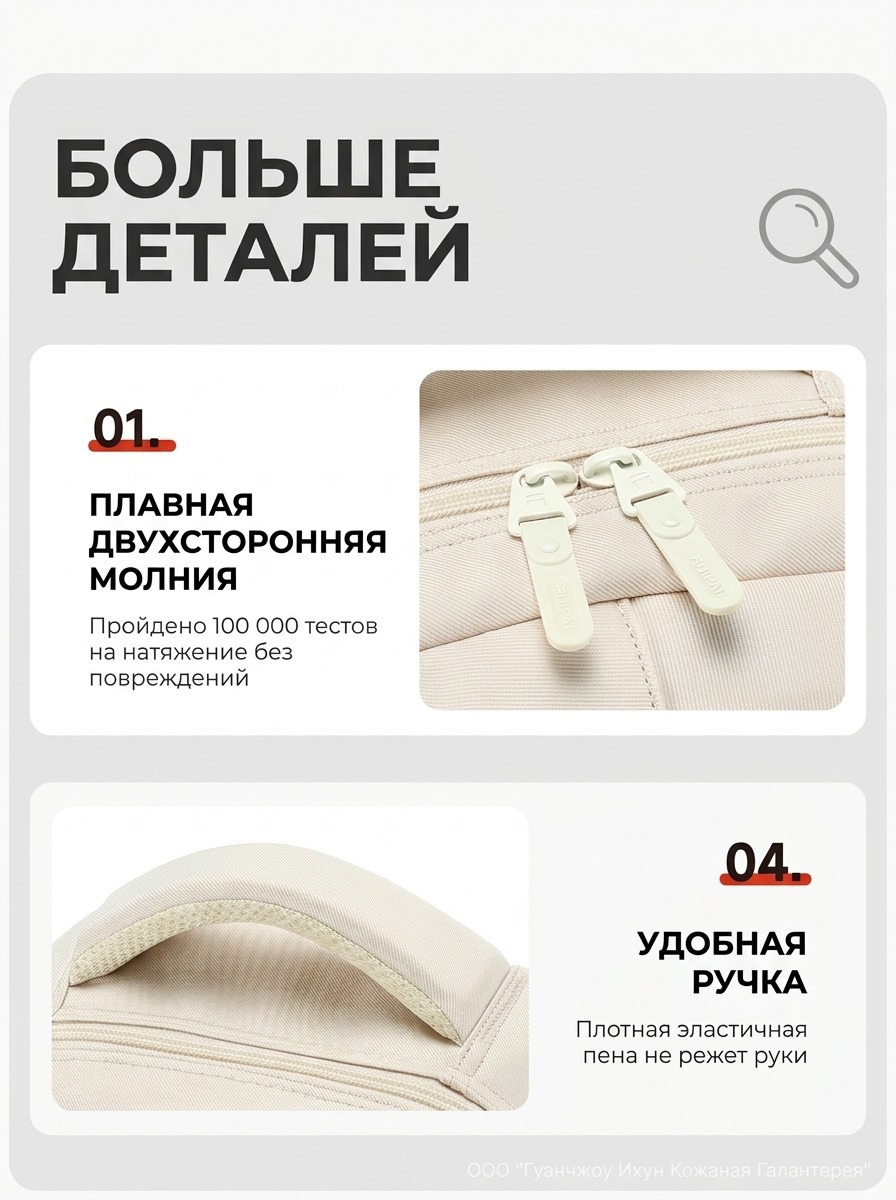 БОЛЬШЕ
ДЕТАЛЕЙ
01.
ПЛАВНАЯ
ДВУХСТОРОННЯЯ
МОЛНИЯ
Пройдено 100 000 тестов
на натяжение без
повреждений
04.
УДОБНАЯ
РУЧКА
Плотная эластичная
пена не режет руки
ООО "Гуанчжоу Ихун Кожаная Галантерея"